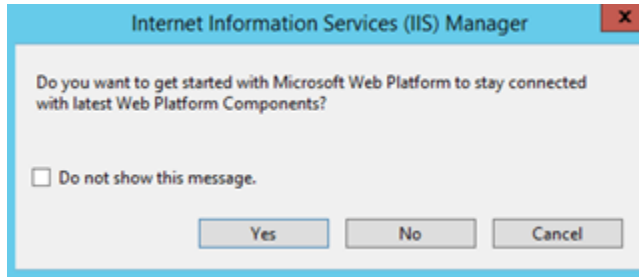 Internet Information Services (IIS) Manager
x
Do you want to get started with Microsoft Web Platform to stay connected
with latest Web Platform Components?
Do not show this message.
Yes No Cancel